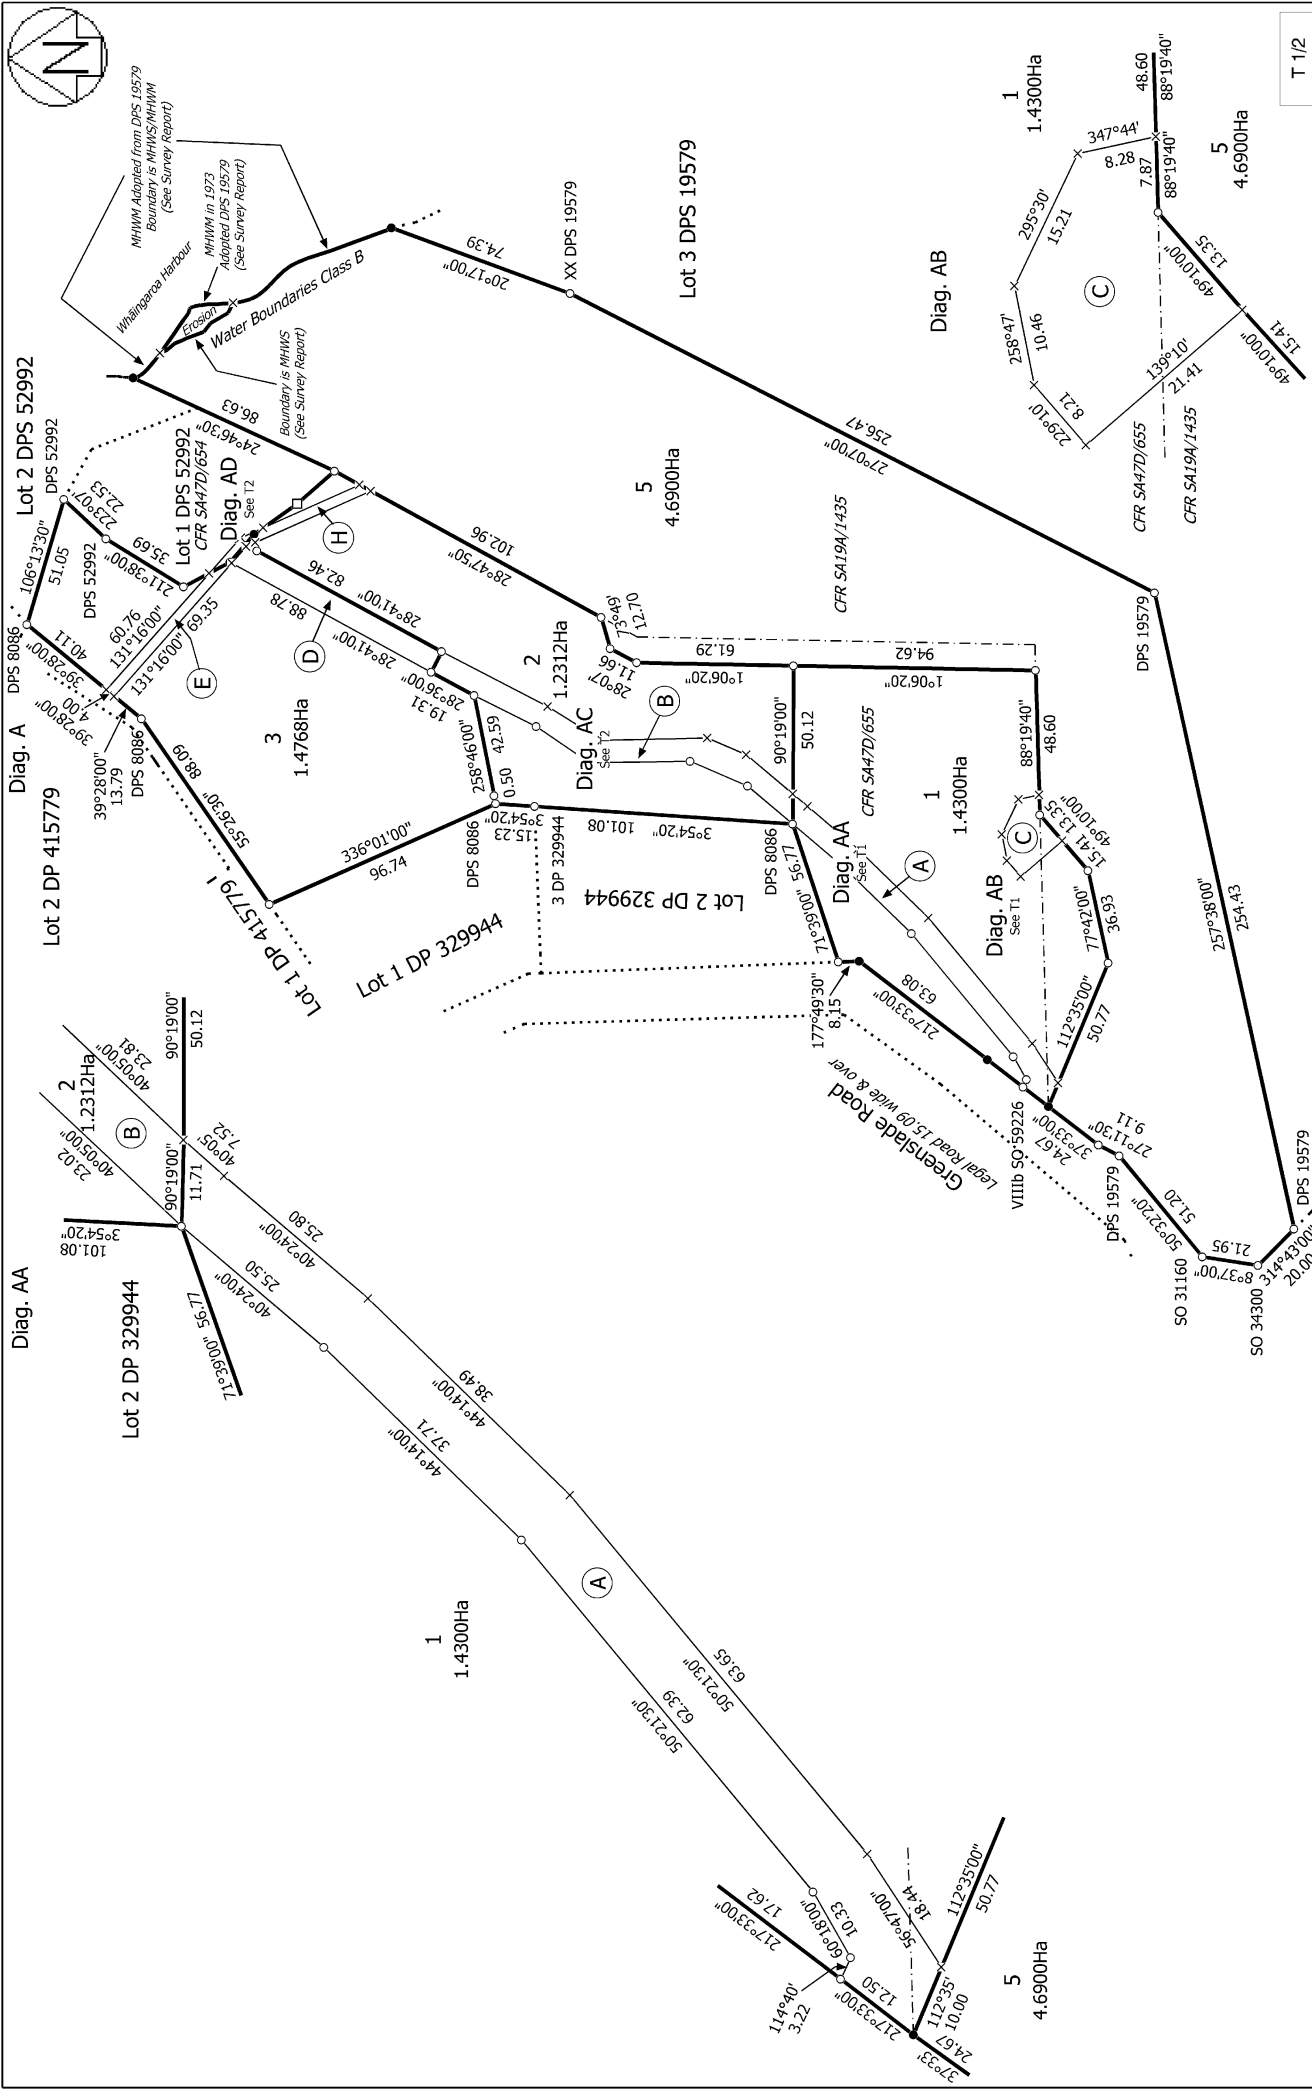 N
T 1/2
Diag. A
Lot 2 DP 415779
DPS 8086
106°13'30"
51.05
Lot 2 DPS 52992
DPS 52992
22.53
223°07'
DPS 52992
35.69
211°38'00"
Lot 1 DPS 52992
CFR SA47D/654
Diag. AD
See T2
40.11
39°28'00"
4.00
39°28'00"
60.76
131°16'00"
131°16'00"
69.35
39°28'00"
13.79
DPS 8086
E
88.09
55°26'30"
3
1.4768Ha
Lot 1 DP 415779
336°01'00"
96.74
D
88.78
28°41'00"
82.46
28°41'00"
H
28°36'00"
19.31
258°46'00"
42.59
0.50
DPS 8086
3°54'20"
15.23
3 DP 329944
Lot 1 DP 329944
Lot 2 DP 329944
101.08
3°54'20"
Diag. AC
See T2
B
2
1.2312Ha
MHWM Adopted from DPS 19579
Boundary is MHWS/MHWM
(See Survey Report)
Whāingaroa Harbour
MHWM in 1973
Adopted DPS 19579
(See Survey Report)
Erosion
Water Boundaries Class B
Boundary is MHWS
(See Survey Report)
86.63
24°46'30"
74.39
20°17'00"
XX DPS 19579
Lot 3 DPS 19579
102.96
28°47'50"
5
4.6900Ha
73°49'
12.70
11.66
28°07'
61.29
1°06'20"
94.62
1°06'20"
CFR SA19A/1435
256.47
27°07'00"
DPS 19579
90°19'00"
50.12
DPS 8086
56.77
71°39'00"
Diag. AA
See T1
CFR SA47D/655
1
1.4300Ha
88°19'40"
48.60
A
C
13.35
49°10'00"
15.41
77°42'00"
36.93
Diag. AB
See T1
112°35'00"
50.77
177°49'30"
8.15
63.08
217°33'00"
Greenslade Road
Legal Road 15.09 wide & over
VIIIb SO 59226
37°33'00"
24.67
27°11'30"
9.11
DPS 19579
50°32'20"
51.20
SO 31160
21.95
8°37'00"
SO 34300
314°43'00"
20.00
DPS 19579
257°38'00"
254.43
Diag. AB
1
1.4300Ha
295°30'
15.21
347°44'
8.28
7.87
88°19'40"
48.60
88°19'40"
258°47'
10.46
229°10'
8.21
C
139°10'
21.41
49°10'00"
13.35
49°10'00"
15.41
5
4.6900Ha
CFR SA47D/655
CFR SA19A/1435
Diag. AA
Lot 2 DP 329944
2
1.2312Ha
B
40°05'00"
23.02
40°05'00"
23.81
90°19'00"
50.12
90°19'00"
11.71
40°05'
7.52
101.08
3°54'20"
71°39'00" 56.77
40°24'00"
25.50
25.80
40°24'00"
37.71
44°14'00"
38.49
44°14'00"
A
1
1.4300Ha
62.39
50°21'30"
63.65
50°21'30"
217°33'00"
17.62
60°18'00"
10.33
114°40'
3.22
217°33'00"
12.50
56°47'00"
18.44
112°35'
10.00
112°35'00"
50.77
37°33'
24.67
5
4.6900Ha